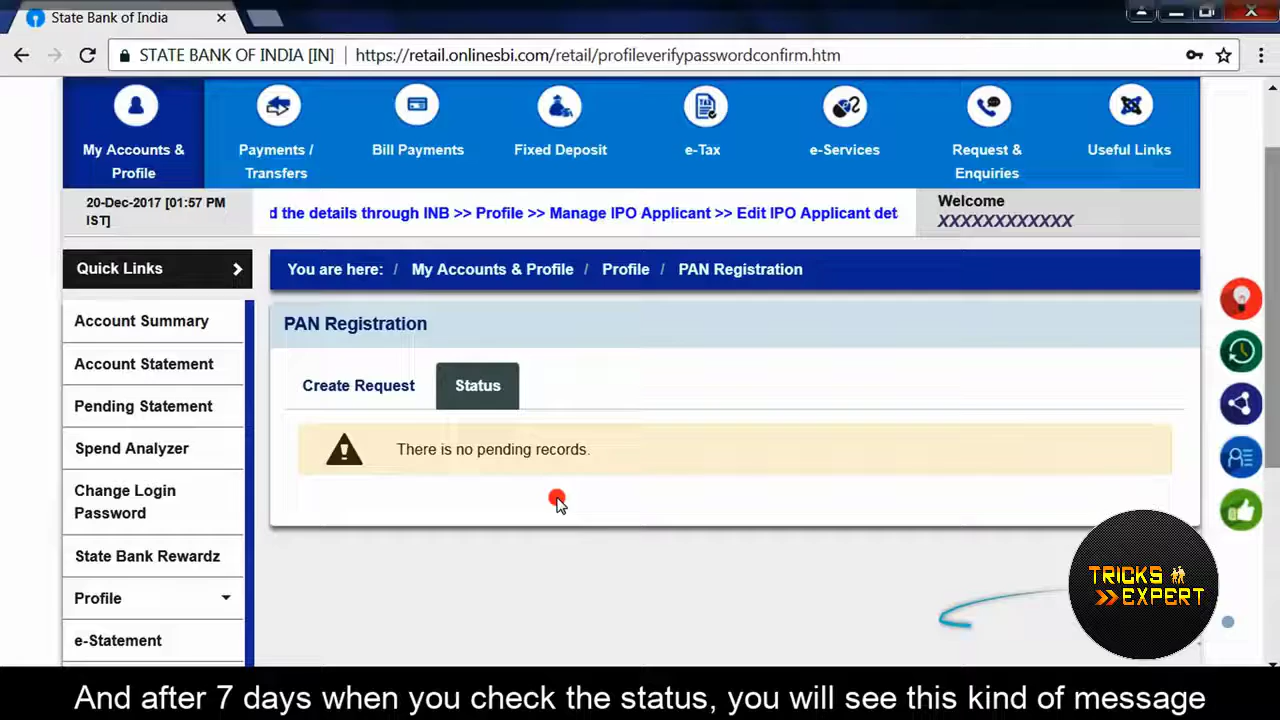 State Bank of India
STATE BANK OF INDIA [IN] | https://retail.onlinesbi.com/retail/profileverifypasswordconfirm.htm
My Accounts &
Profile
Payments /
Transfers
Bill Payments
Fixed Deposit
e-Tax
e-Services
Request &
Enquiries
Useful Links
20-Dec-2017 [01:57 PM
IST]
d the details through INB >> Profile >> Manage IPO Applicant >> Edit IPO Applicant det
Welcome
XXXXXXXXXXXX
Quick Links
You are here: / My Accounts & Profile / Profile / PAN Registration
Account Summary
Account Statement
Pending Statement
Spend Analyzer
Change Login
Password
State Bank Rewardz
Profile
e-Statement
PAN Registration
Create Request
Status
There is no pending records.
TRICKS
EXPERT
And after 7 days when you check the status, you will see this kind of message